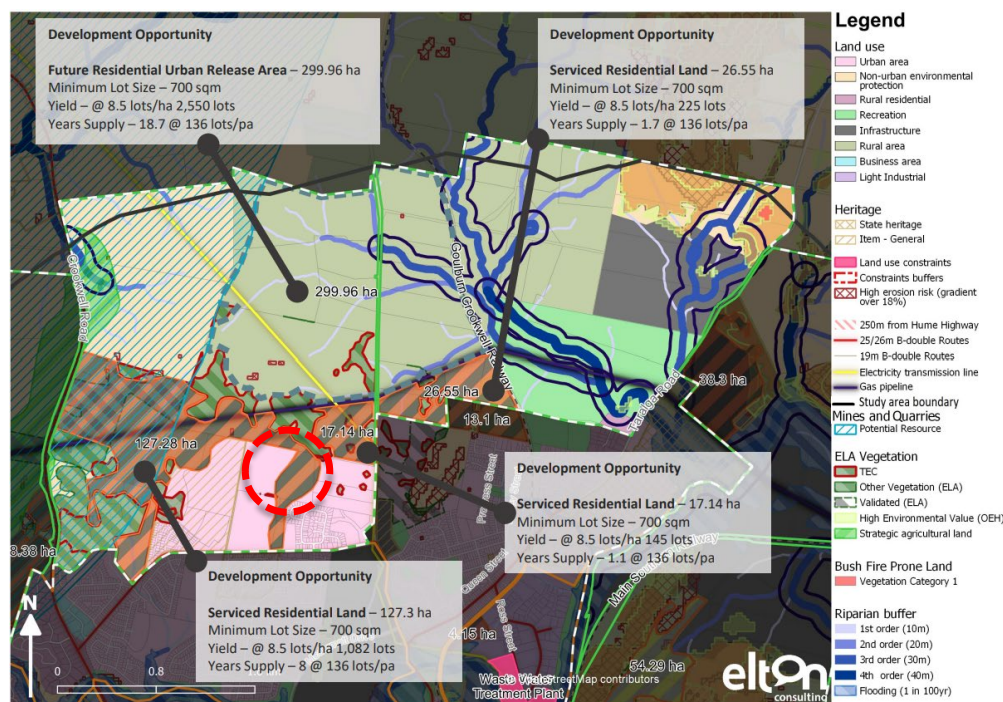 Development Opportunity
Future Residential Urban Release Area – 299.96 ha
Minimum Lot Size – 700 sqm
Yield – @ 8.5 lots/ha 2,550 lots
Years Supply – 18.7 @ 136 lots/pa
Development Opportunity
Serviced Residential Land – 26.55 ha
Minimum Lot Size – 700 sqm
Yield – @ 8.5 lots/ha 225 lots
Years Supply – 1.7 @ 136 lots/pa
Crookwell Road
299.96 ha
Goulburn Crookwell Railway
26.55 ha
13.1 ha
Taralga Road
38.3 ha
127.28 ha
17.14 ha
Development Opportunity
Serviced Residential Land – 17.14 ha
Minimum Lot Size – 700 sqm
Yield – @ 8.5 lots/ha 145 lots
Years Supply – 1.1 @ 136 lots/pa
8.38 ha
Development Opportunity
Serviced Residential Land – 127.3 ha
Minimum Lot Size – 700 sqm
Yield – @ 8.5 lots/ha 1,082 lots
Years Supply – 8 @ 136 lots/pa
Street
Street
Ross Street
4.15 ha
54.29 ha
Waste Water
Treatment Plant
StreetMap contributors
N
0 0.8
elton
consulting
Legend
Land use
Urban area
Non-urban environmental
protection
Rural residential
Recreation
Infrastructure
Rural area
Business area
Light Industrial
Heritage
State heritage
Item - General
Land use constraints
Constraints buffers
High erosion risk (gradient
over 18%)
250m from Hume Highway
25/26m B-double Routes
19m B-double Routes
Electricity transmission line
Gas pipeline
Study area boundary
Mines and Quarries
Potential Resource
ELA Vegetation
TEC
Other Vegetation (ELA)
Validated (ELA)
High Environmental Value (OEH)
Strategic agricultural land
Bush Fire Prone Land
Vegetation Category 1
Riparian buffer
1st order (10m)
2nd order (20m)
3rd order (30m)
4th order (40m)
Flooding (1 in 100yr)